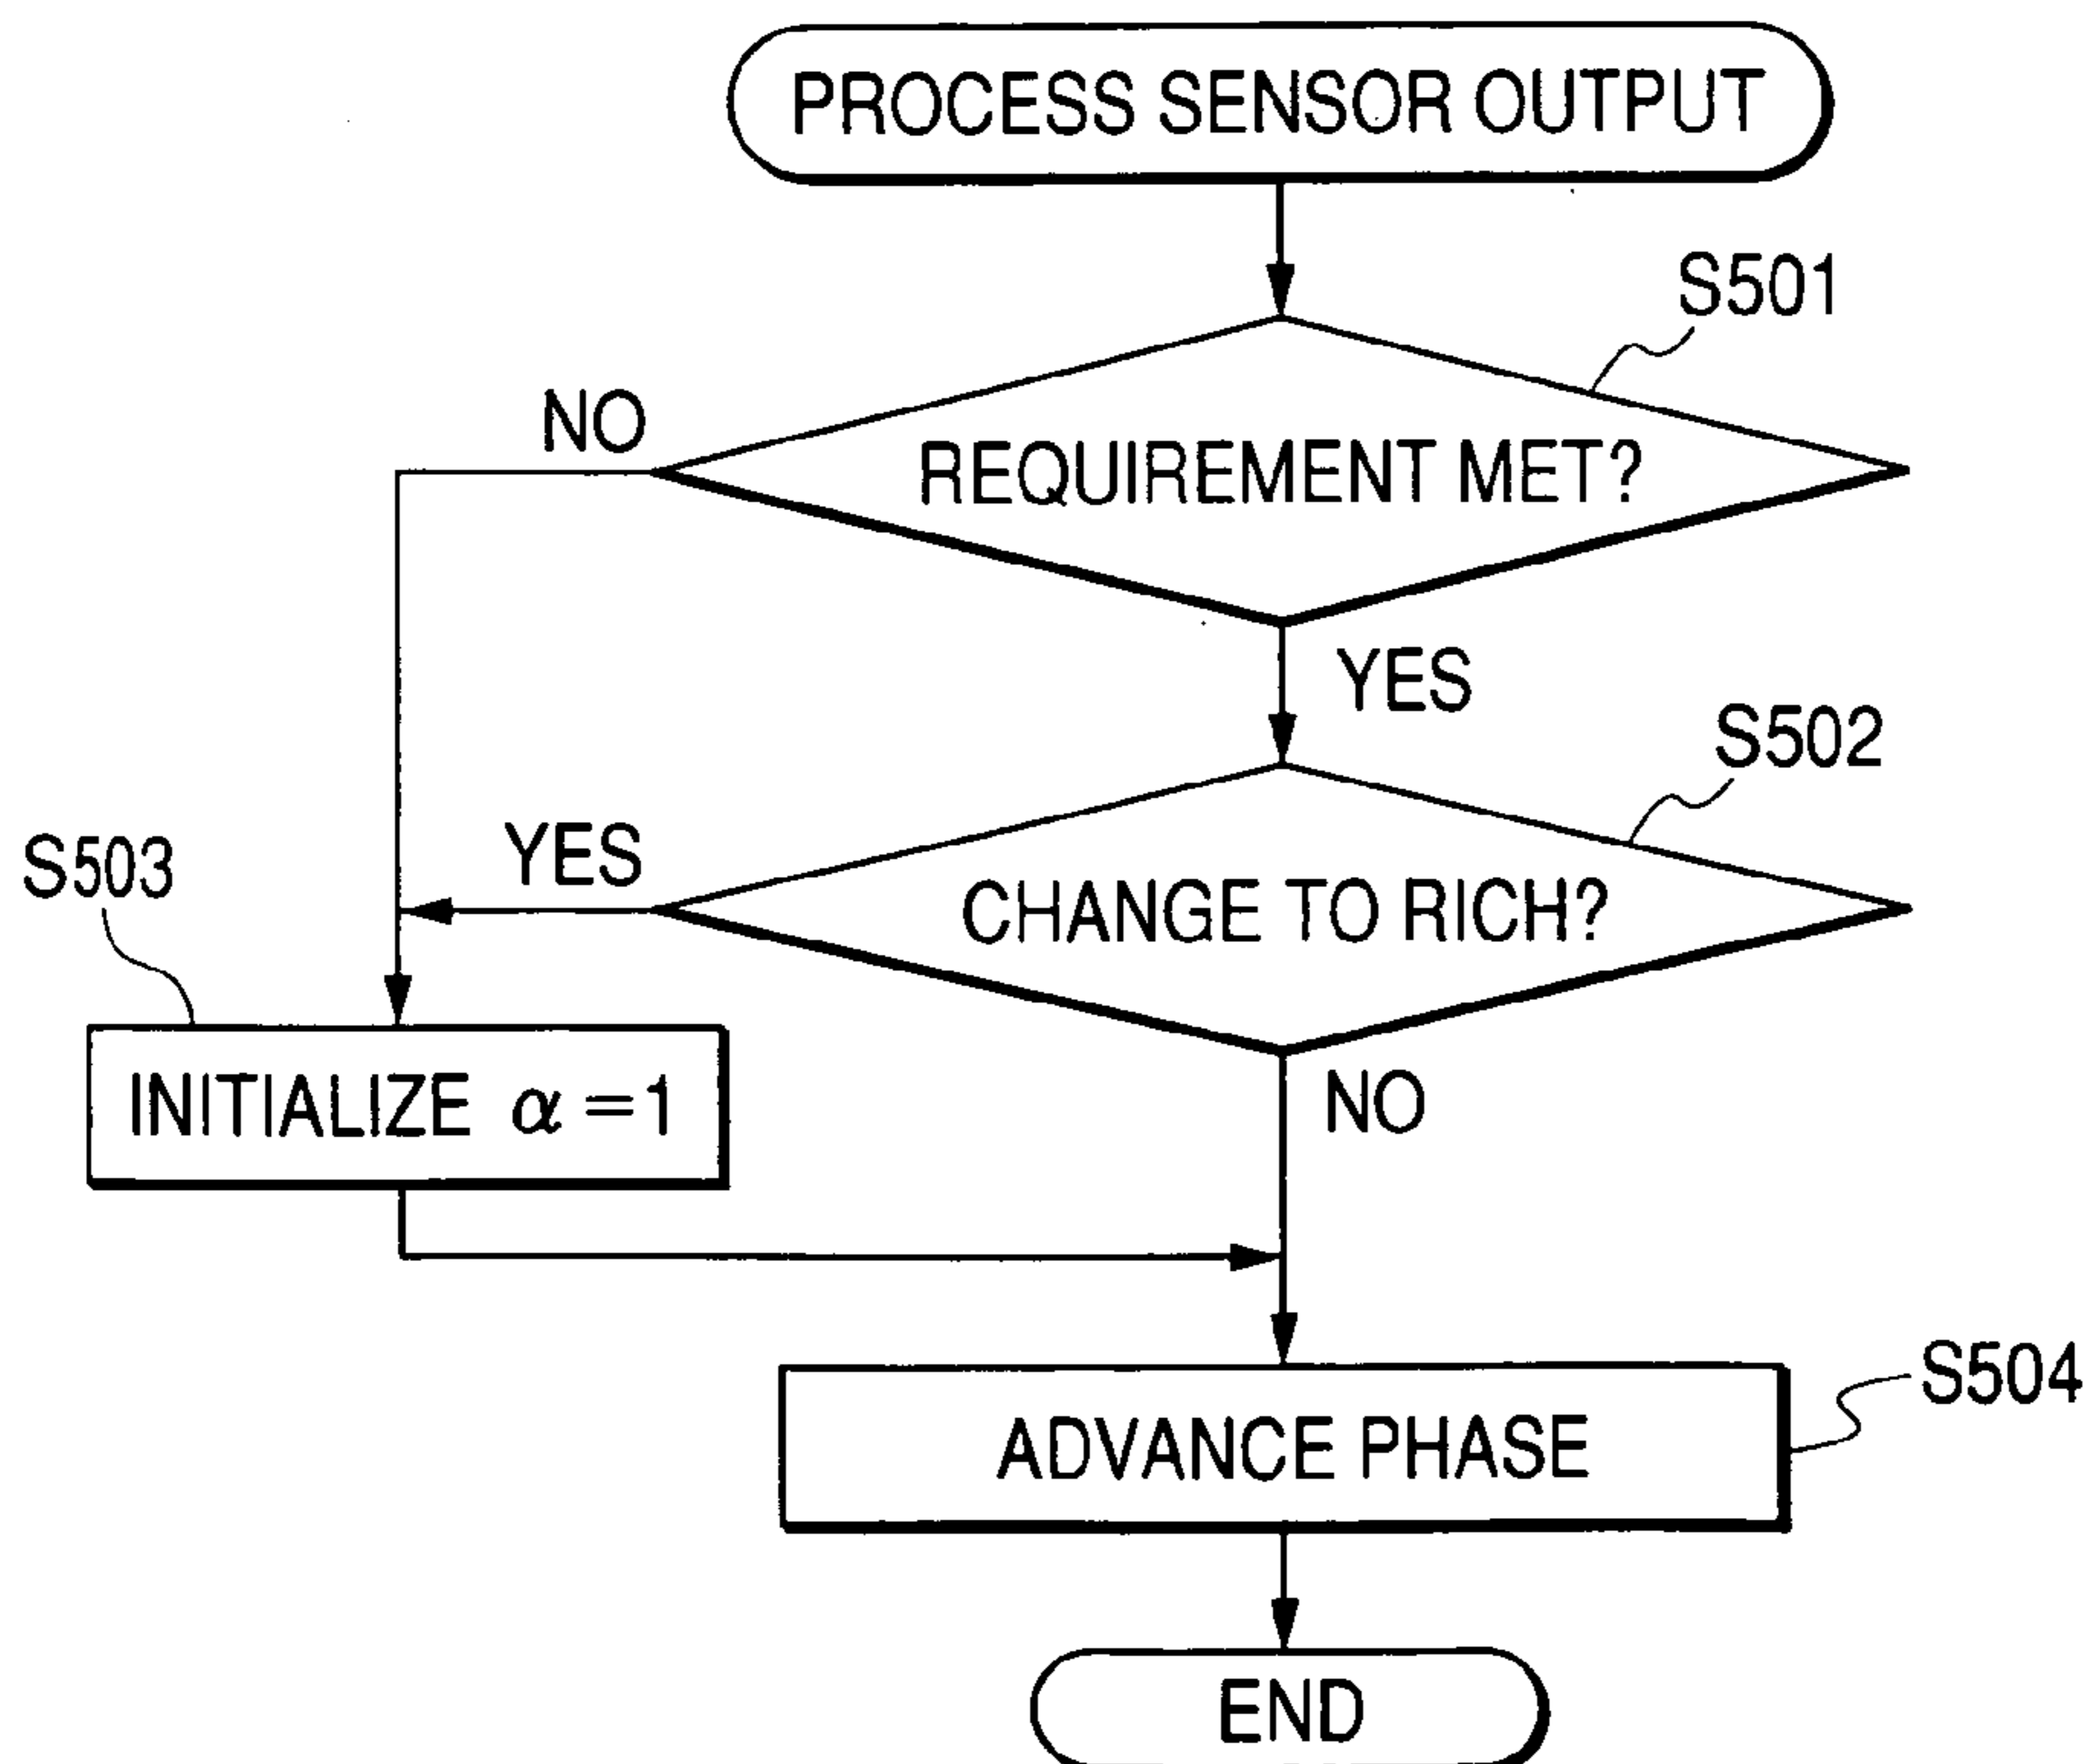 PROCESS SENSOR OUTPUT
S501
NO
REQUIREMENT MET?
YES
S502
YES
S503
CHANGE TO RICH?
INITIALIZE α=1
NO
S504
ADVANCE PHASE
END